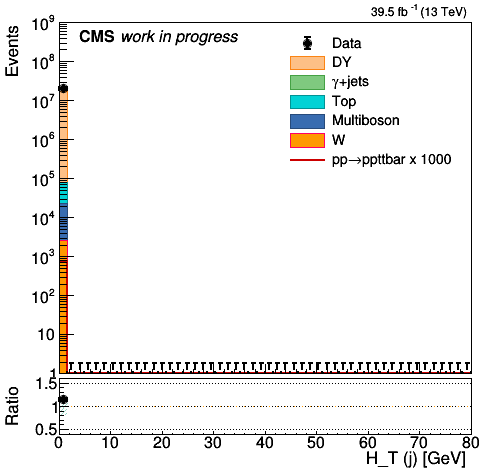 39.5 fb⁻¹ (13 TeV)
CMS work in progress
Events
10⁹
10⁸
10⁷
10⁶
10⁵
10⁴
10³
10²
10
1
Data
DY
γ+jets
Top
Multiboson
W
pp→ppttbar x 1000
Ratio
1.5
1
0.5
0 10 20 30 40 50 60 70 80
H_T (j) [GeV]